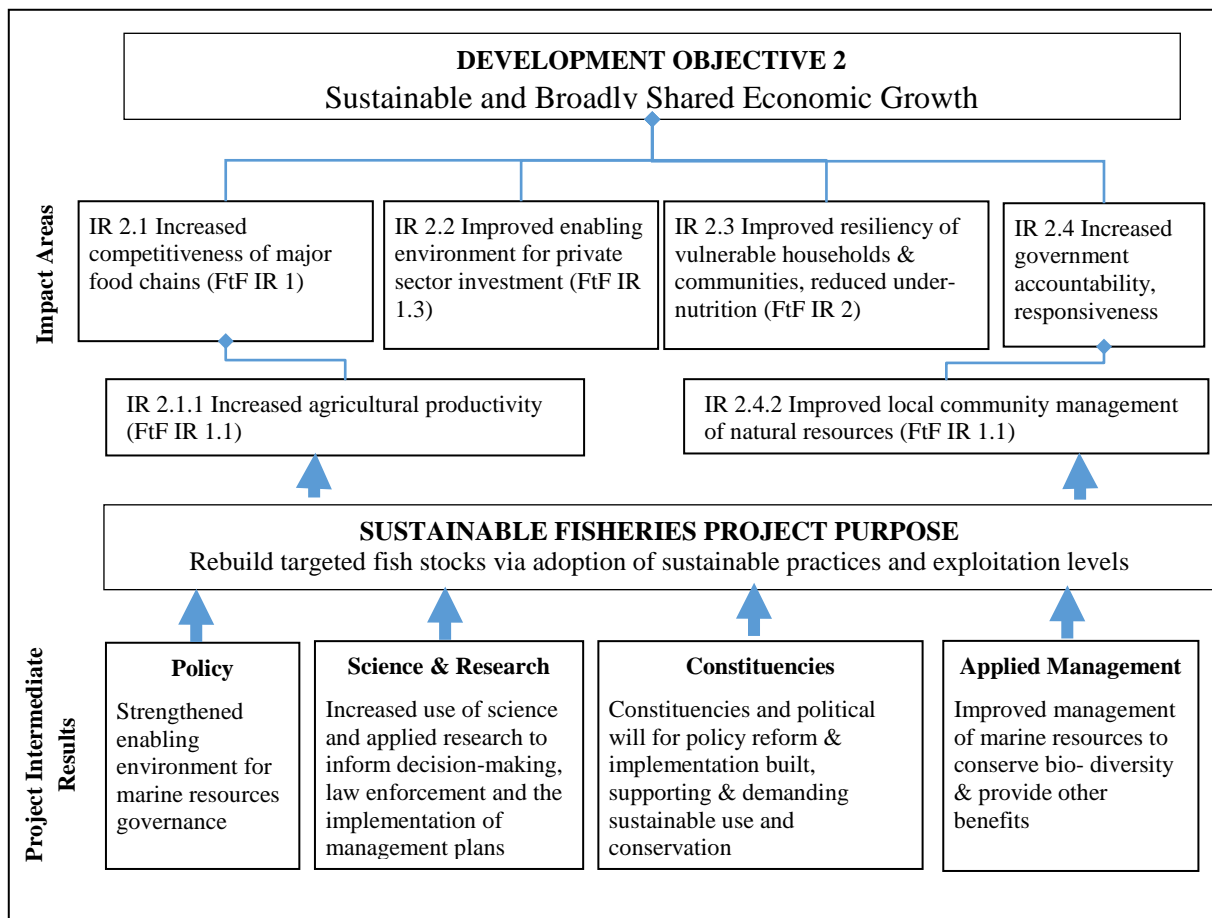 DEVELOPMENT OBJECTIVE 2
Sustainable and Broadly Shared Economic Growth
Impact Areas
IR 2.1 Increased
competitiveness of major
food chains (FtF IR 1)
IR 2.2 Improved enabling
environment for private
sector investment (FtF IR
1.3)
IR 2.3 Improved resiliency of
vulnerable households &
communities, reduced under-
nutrition (FtF IR 2)
IR 2.4 Increased
government
accountability,
responsiveness
IR 2.1.1 Increased agricultural productivity
(FtF IR 1.1)
IR 2.4.2 Improved local community management
of natural resources (FtF IR 1.1)
SUSTAINABLE FISHERIES PROJECT PURPOSE
Rebuild targeted fish stocks via adoption of sustainable practices and exploitation levels
Project Intermediate
Results
Policy
Strengthened
enabling
environment for
marine resources
governance
Science & Research
Increased use of science
and applied research to
inform decision-making,
law enforcement and the
implementation of
management plans
Constituencies
Constituencies and political
will for policy reform &
implementation built,
supporting & demanding
sustainable use and
conservation
Applied Management
Improved management
of marine resources to
conserve bio- diversity
& provide other
benefits